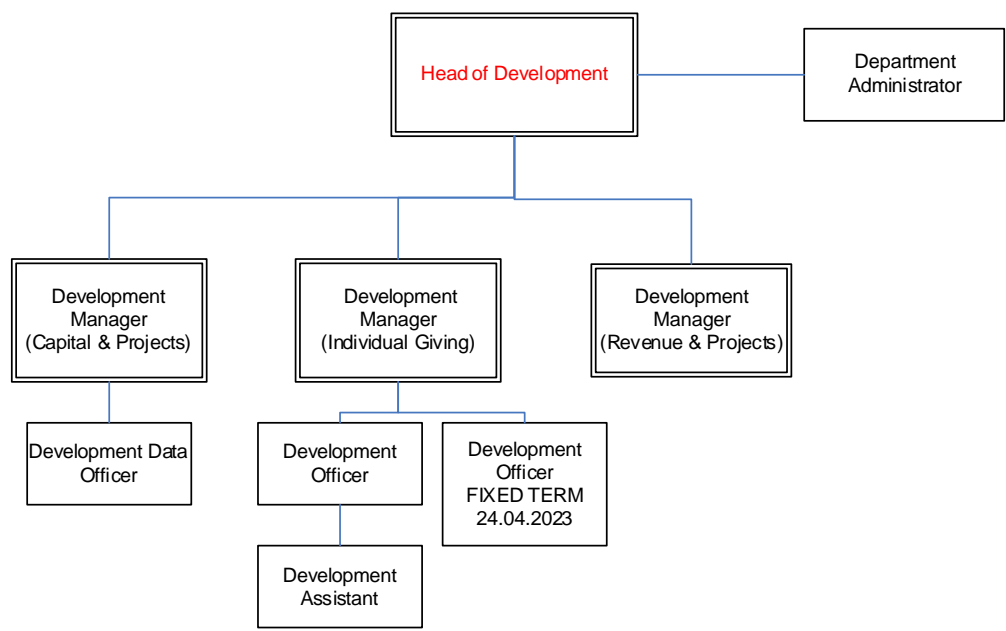 Head of Development
Department
Administrator
Development
Manager
(Capital & Projects)
Development
Manager
(Individual Giving)
Development
Manager
(Revenue & Projects)
Development Data
Officer
Development
Officer
Development
Officer
FIXED TERM
24.04.2023
Development
Assistant